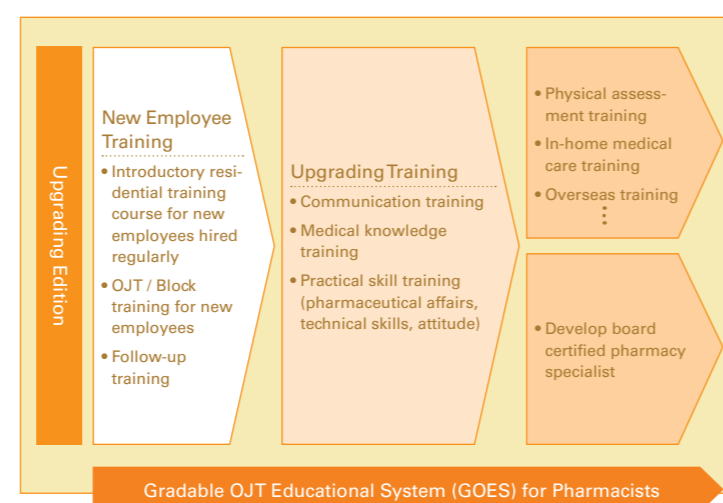 Upgrading Edition
New Employee
Training
• Introductory resi-
dential training
course for new
employees hired
regularly
• OJT / Block
training for new
employees
• Follow-up
training
Upgrading Training
• Communication training
• Medical knowledge
training
• Practical skill training
(pharmaceutical affairs,
technical skills, attitude)
• Physical assess-
ment training
• In-home medical
care training
• Overseas training
⋮
• Develop board
certified pharmacy
specialist
Gradable OJT Educational System (GOES) for Pharmacists